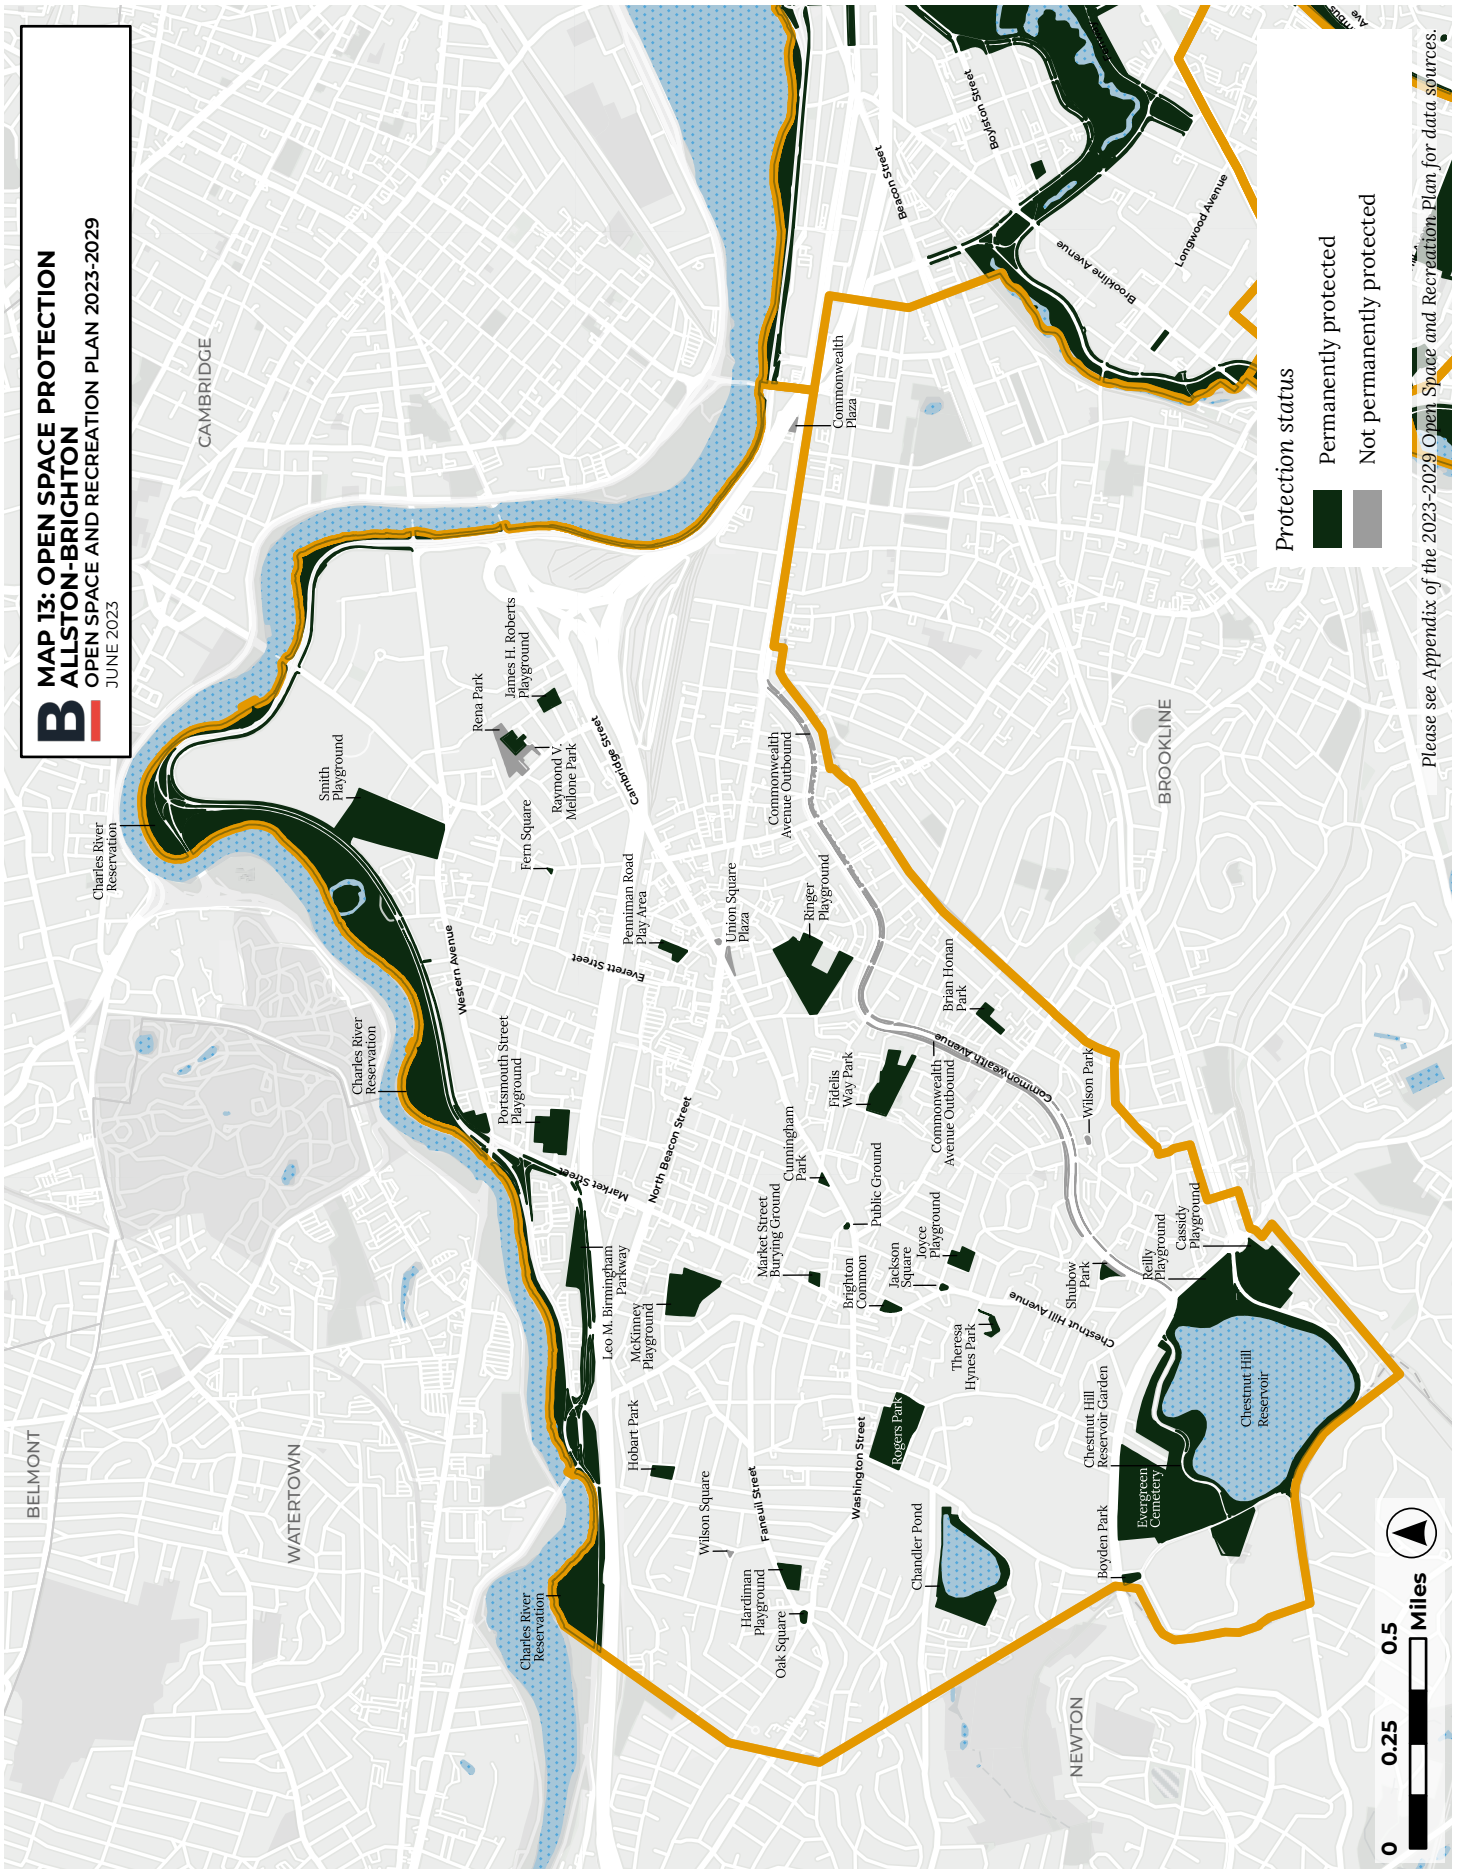 B
MAP 13: OPEN SPACE PROTECTION
ALLSTON-BRIGHTON
OPEN SPACE AND RECREATION PLAN 2023-2029
JUNE 2023
BELMONT
WATERTOWN
CAMBRIDGE
BROOKLINE
NEWTON
Charles River
Reservation
Smith
Playground
Charles River
Reservation
Western Avenue
Rena Park
James H. Roberts
Playground
Raymond V.
Mellone Park
Cambridge Street
Fern Square
Penniman Road
Play Area
Everett Street
Portsmouth Street
Playground
Market Street
North Beacon Street
Leo M. Birmingham
Parkway
McKinney
Playground
Hobart Park
Charles River
Reservation
Wilson Square
Faneuil Street
Hardiman
Playground
Oak Square
Washington Street
Rogers Park
Chandler Pond
Union Square
Plaza
Commonwealth
Avenue Outbound
Ringer
Playground
Commonwealth
Plaza
Beacon Street
Boylston Street
Brookline Avenue
Longwood Avenue
Cunningham
Park
Fidelis
Way Park
Market Street
Burying Ground
Public Ground
Brighton
Common
Jackson
Square
Joyce
Playground
Theresa
Hynes Park
Brian Honan
Park
Commonwealth Avenue
Commonwealth
Avenue Outbound
Wilson Park
Chestnut Hill Avenue
Shubow
Park
Reilly
Playground
Cassidy
Playground
Chestnut Hill
Reservoir Garden
Chestnut Hill
Reservoir
Evergreen
Cemetery
Boyden Park
Ave
Protection status
Permanently protected
Not permanently protected
0 0.25 0.5
Miles
Please see Appendix of the 2023-2029 Open Space and Recreation Plan for data sources.